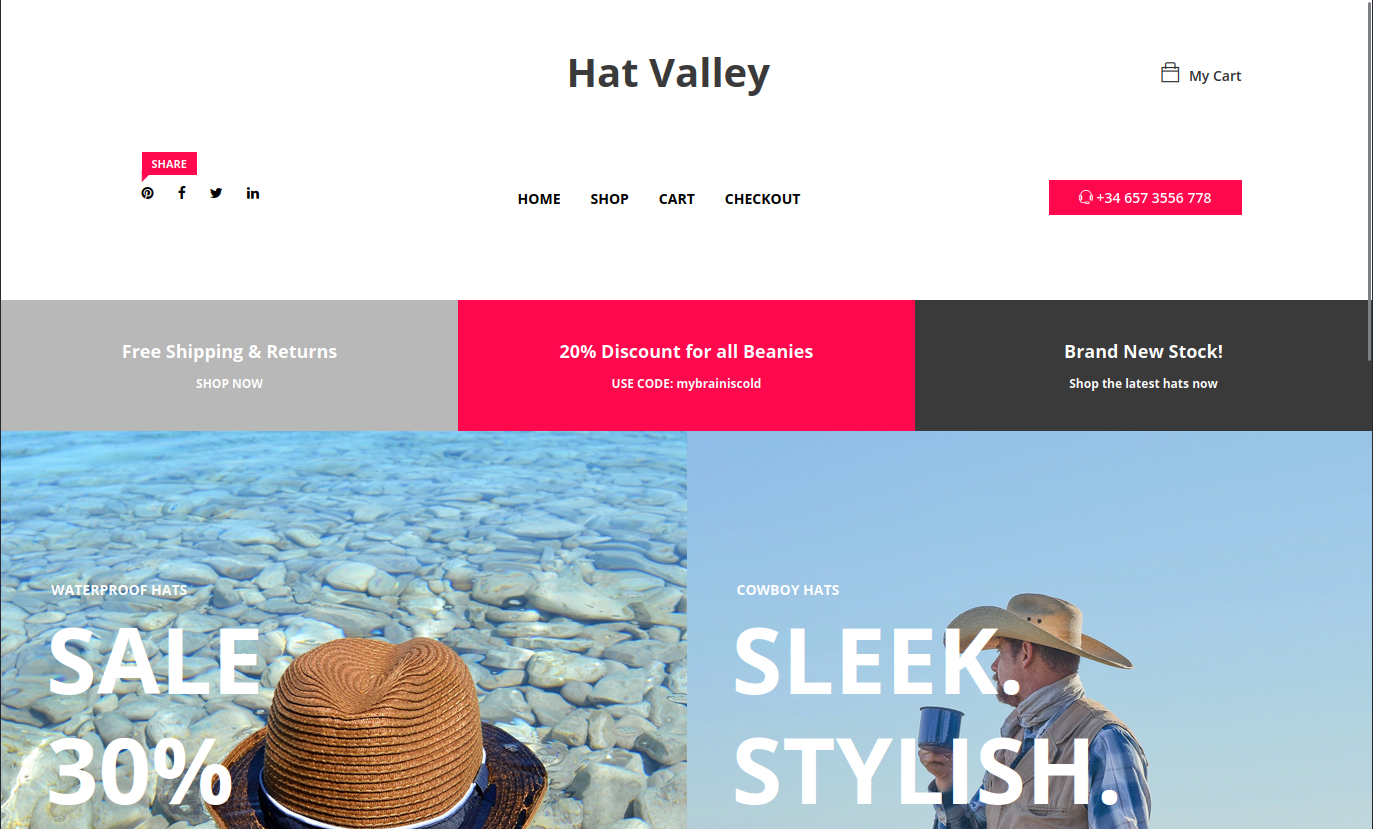 Hat Valley
My Cart
SHARE
HOME SHOP CART CHECKOUT
+34 657 3556 778
Free Shipping & Returns
SHOP NOW
20% Discount for all Beanies
USE CODE: mybrainiscold
Brand New Stock!
Shop the latest hats now
WATERPROOF HATS
SALE
30%
COWBOY HATS
SLEEK.
STYLISH.